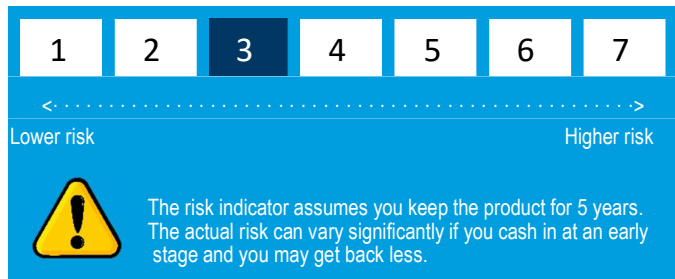 1 2 3 4 5 6 7
<· · · · · · · · · · · · · · · · · · · · · · · · · · · · · · · · · · · · · · · · · · · · · · · · · · · · · ·>
Lower risk Higher risk
The risk indicator assumes you keep the product for 5 years.
The actual risk can vary significantly if you cash in at an early
stage and you may get back less.